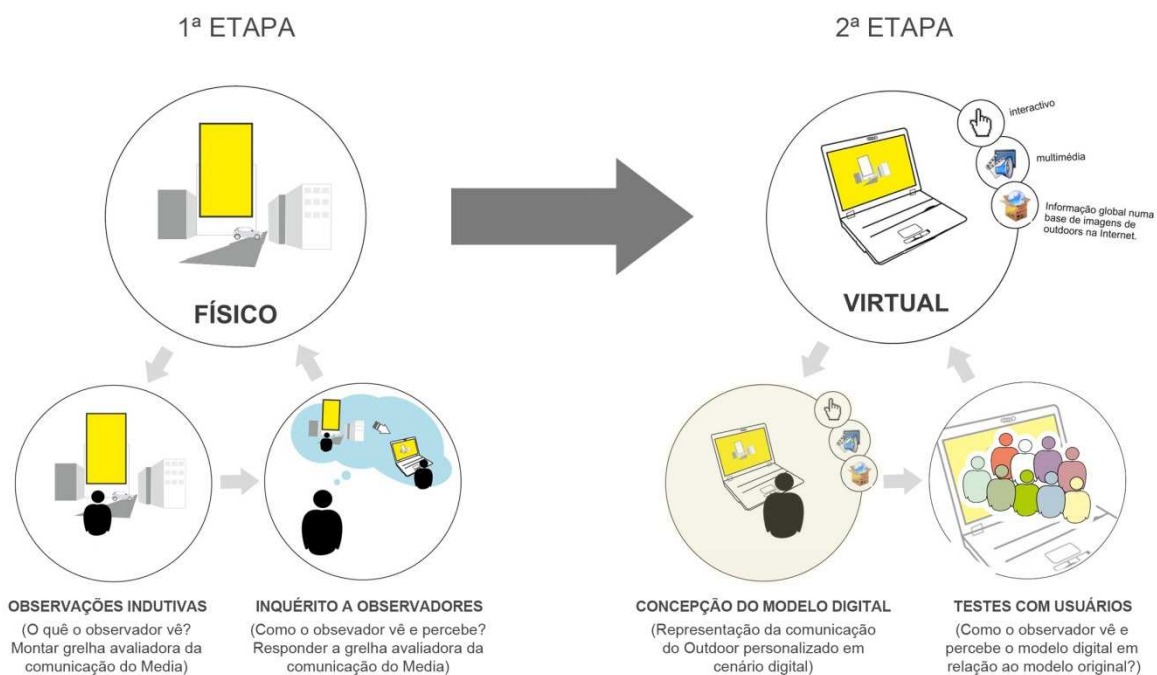 1ª ETAPA
2ª ETAPA
interactivo
multimédia
Informação global numa
base de imagens de
outdoors na Internet.
FÍSICO
VIRTUAL
OBSERVAÇÕES INDUTIVAS
(O quê o observador vê?
Montar grelha avaliadora da
comunicação do Media)
INQUÉRITO A OBSERVADORES
(Como o obsevador vê e percebe?
Responder a grelha avaliadora da
comunicação do Media)
CONCEPÇÃO DO MODELO DIGITAL
(Representação da comunicação
do Outdoor personalizado em
cenário digital)
TESTES COM USUÁRIOS
(Como o observador vê e
percebe o modelo digital em
relação ao modelo original?)